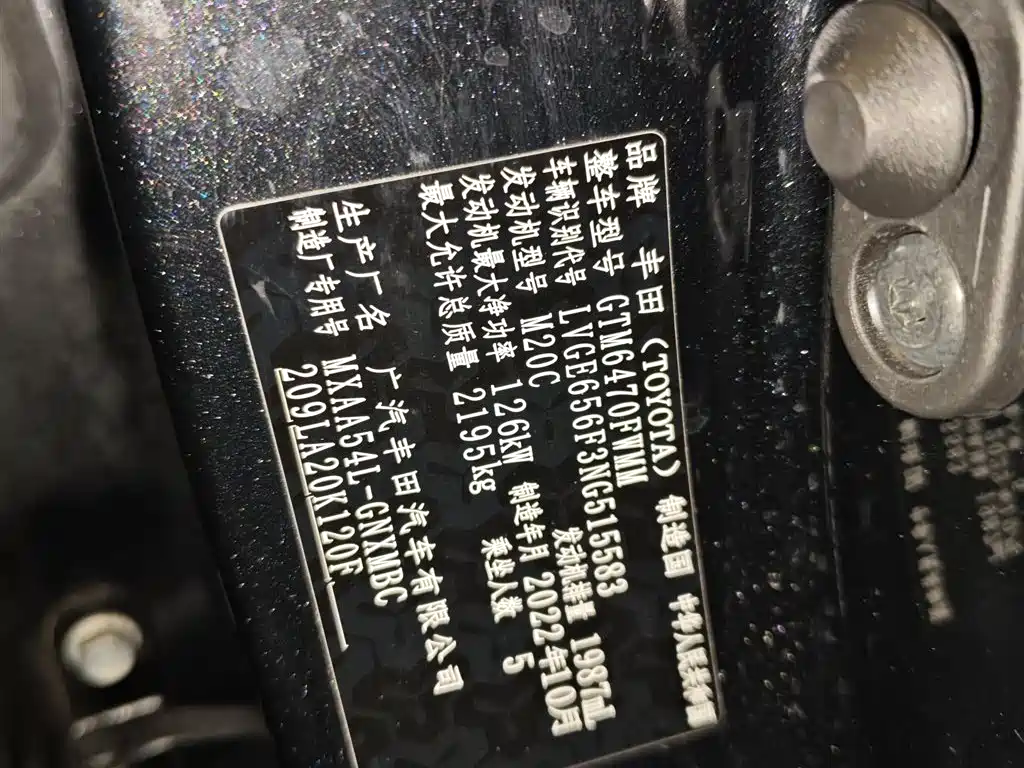 品牌 丰田（TOYOTA） 制造国 中华人民共和国
整车型号 GTM6470FWMM
车辆识别代号 LVGE656F3NG515583
发动机型号 M20C 发动机排量 1987mL
发动机最大净功率 126kW 制造年月 2022年10月
最大允许总质量 2195kg 乘坐人数 5
生产厂名 广汽丰田汽车有限公司
制造厂专用号 MXAA54L-GNXMBC
209LA20K120F